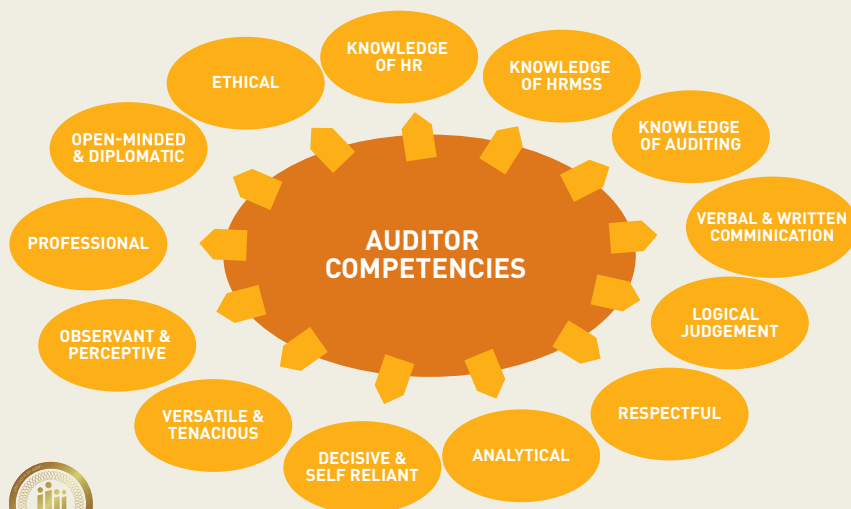 AUDITOR
COMPETENCIES
KNOWLEDGE
OF HR
KNOWLEDGE
OF HRMSS
KNOWLEDGE
OF AUDITING
VERBAL & WRITTEN
COMMINICATION
LOGICAL
JUDGEMENT
RESPECTFUL
ANALYTICAL
DECISIVE &
SELF RELIANT
VERSATILE &
TENACIOUS
OBSERVANT &
PERCEPTIVE
PROFESSIONAL
OPEN-MINDED
& DIPLOMATIC
ETHICAL